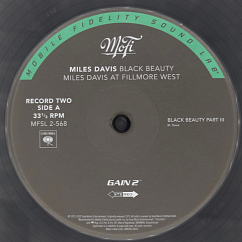 MOBILE FIDELITY SOUND LAB
MoFi
MILES DAVIS BLACK BEAUTY
MILES DAVIS AT FILLMORE WEST
RECORD TWO
SIDE A
33⅓ RPM
MFSL 2-568
BLACK BEAUTY PART III
GAIN 2™